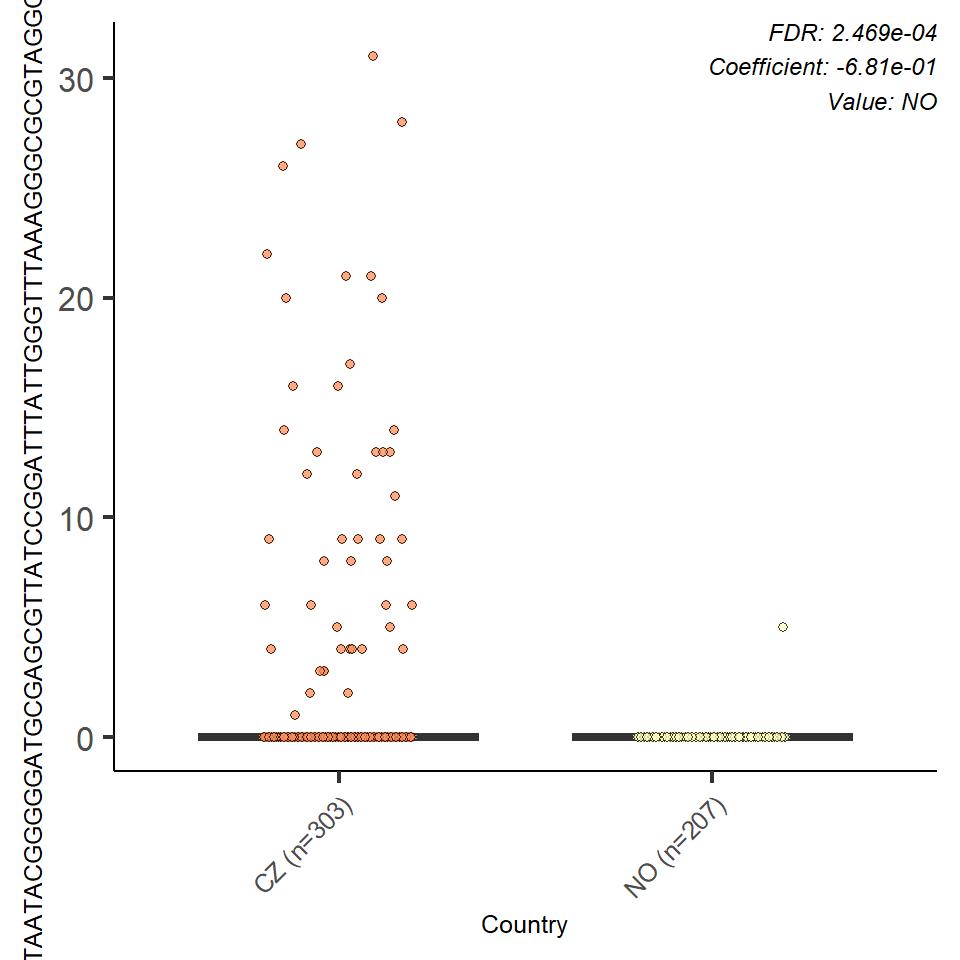 TAATACGGGGATGCGAGCGTTATCCGGATTTATTGGGTTTAAAGGGCGCGTAGGC
FDR: 2.469e-04
Coefficient: -6.81e-01
Value: NO
30
20
10
0
CZ (n=303)
NO (n=207)
Country